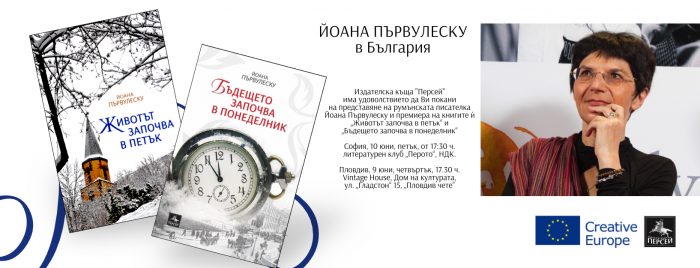 ЙОАНА
ПЪРВУЛЕСКУ
ЖИВОТЪТ
ЗАПОЧВА
В ПЕТЪК
ЙОАНА
ПЪРВУЛЕСКУ
БЪДЕЩЕТО
ЗАПОЧВА
В ПОНЕДЕЛНИК
ЙОАНА ПЪРВУЛЕСКУ
в България
Издателска къща "Персей"
има удоволствието да Ви покани
на представяне на румънската писателка
Йоана Първулеску и премиера на книгите ѝ
„Животът започва в петък" и
„Бъдещето започва в понеделник"
София, 10 юни, петък, от 17:30 ч.
литературен клуб „Перото", НДК.
Пловдив, 9 юни, четвъртък, 17.30 ч.
Vintage House, Дом на културата,
ул. „Гладстон" 15, „Пловдив чете"
Creative
Europe
ПЕРСЕЙ